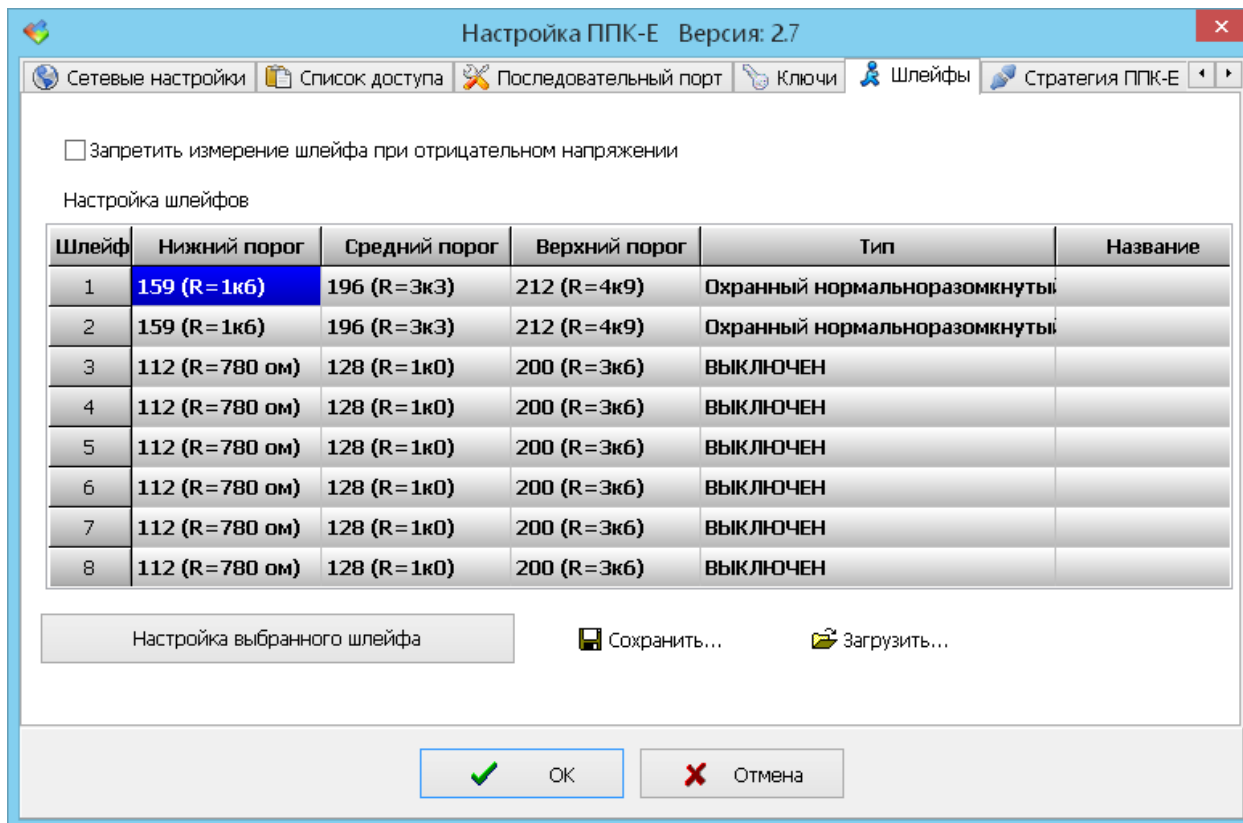 Настройка ППК-Е Версия: 2.7
Сетевые настройки Список доступа Последовательный порт Ключи Шлейфы Стратегия ППК-Е
Запретить измерение шлейфа при отрицательном напряжении
Настройка шлейфов
Шлейф Нижний порог Средний порог Верхний порог Тип Название
1 159 (R=1к6) 196 (R=3к3) 212 (R=4к9) Охранный нормальноразомкнутый
2 159 (R=1к6) 196 (R=3к3) 212 (R=4к9) Охранный нормальноразомкнутый
3 112 (R=780 ом) 128 (R=1к0) 200 (R=3к6) ВЫКЛЮЧЕН
4 112 (R=780 ом) 128 (R=1к0) 200 (R=3к6) ВЫКЛЮЧЕН
5 112 (R=780 ом) 128 (R=1к0) 200 (R=3к6) ВЫКЛЮЧЕН
6 112 (R=780 ом) 128 (R=1к0) 200 (R=3к6) ВЫКЛЮЧЕН
7 112 (R=780 ом) 128 (R=1к0) 200 (R=3к6) ВЫКЛЮЧЕН
8 112 (R=780 ом) 128 (R=1к0) 200 (R=3к6) ВЫКЛЮЧЕН
Настройка выбранного шлейфа Сохранить... Загрузить...
ОК Отмена